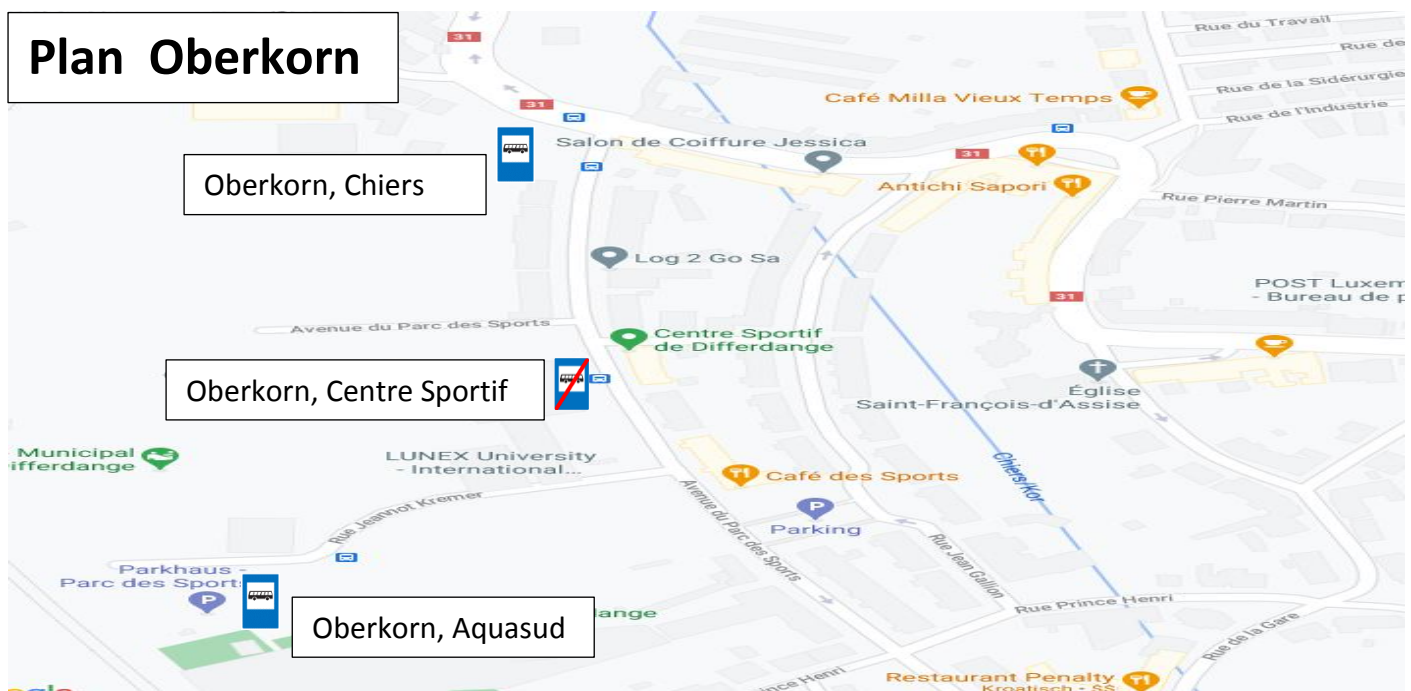 Plan Oberkorn
31
Rue du Travail
Rue de
Rue de la Sidérurgie
Rue de l'Industrie
Café Milla Vieux Temps
31
Salon de Coiffure Jessica
31
Oberkorn, Chiers
Antichi Sapori
Rue Pierre Martin
Log 2 Go Sa
POST Luxem
- Bureau de p
31
Avenue du Parc des Sports
Centre Sportif
de Differdange
Oberkorn, Centre Sportif
Église
Saint-François-d'Assise
Municipal
ifferdange
LUNEX University
- International...
Café des Sports
Chiers/Kor
Rue Jeannot Kremer
Avenue du Parc des Sports
P
Parking
Rue Jean Gallion
Parkhaus -
Parc des Sports
P
Rue Prince Henri
Rue de la Gare
lange
Oberkorn, Aquasud
nce Henri
Restaurant Penalty
Kroatisch • $$